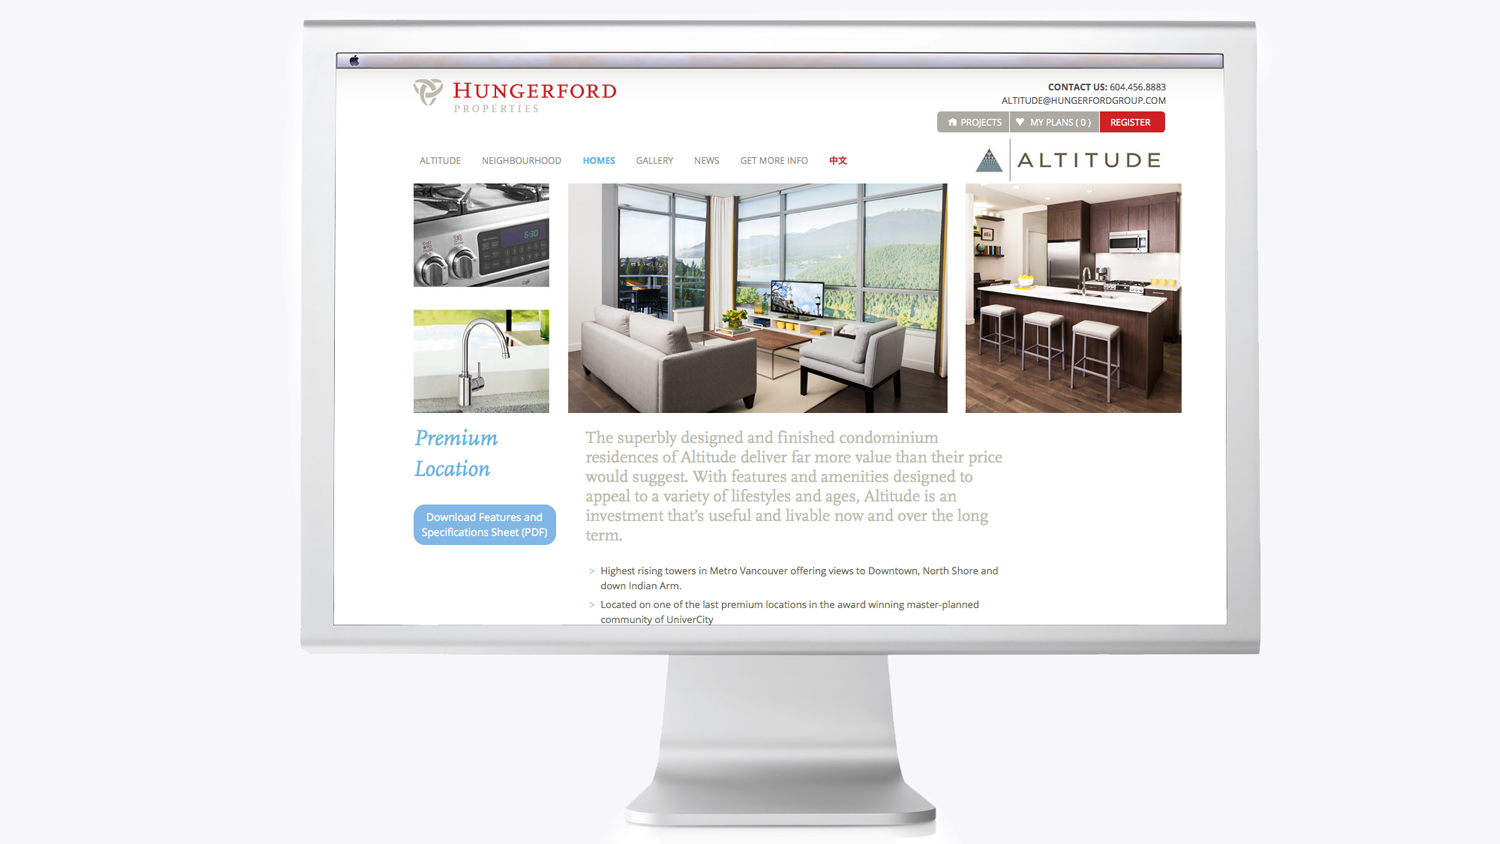 HUNGERFORD
PROPERTIES
CONTACT US: 604.456.8883
ALTITUDE@HUNGERFORDGROUP.COM
PROJECTS
MY PLANS ( 0 )
REGISTER
ALTITUDE
NEIGHBOURHOOD
HOMES
GALLERY
NEWS
GET MORE INFO
中文
ALTITUDE
6:30
Premium
Location
Download Features and
Specifications Sheet (PDF)
The superbly designed and finished condominium
residences of Altitude deliver far more value than their price
would suggest. With features and amenities designed to
appeal to a variety of lifestyles and ages, Altitude is an
investment that's useful and livable now and over the long
term.
> Highest rising towers in Metro Vancouver offering views to Downtown, North Shore and
down Indian Arm.
> Located on one of the last premium locations in the award winning master-planned
community of UniverCity